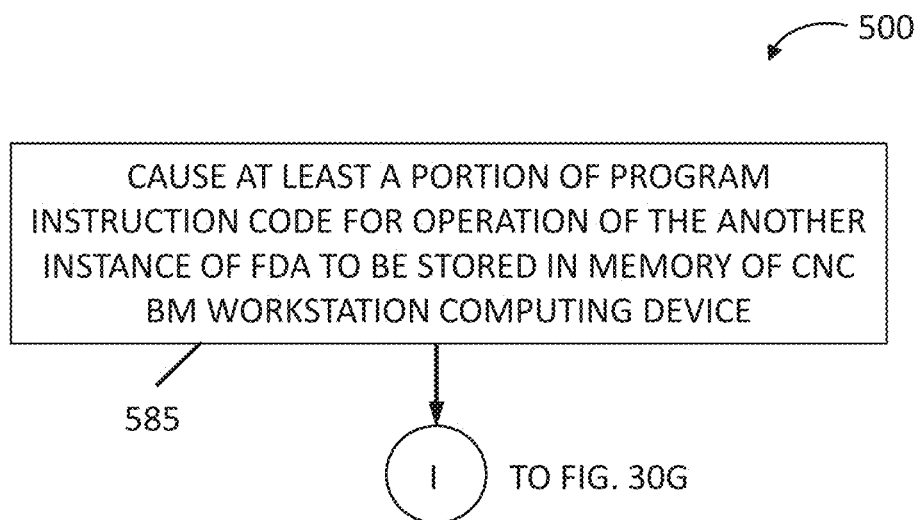 500
CAUSE AT LEAST A PORTION OF PROGRAM
INSTRUCTION CODE FOR OPERATION OF THE ANOTHER
INSTANCE OF FDA TO BE STORED IN MEMORY OF CNC
BM WORKSTATION COMPUTING DEVICE
585
I TO FIG. 30G